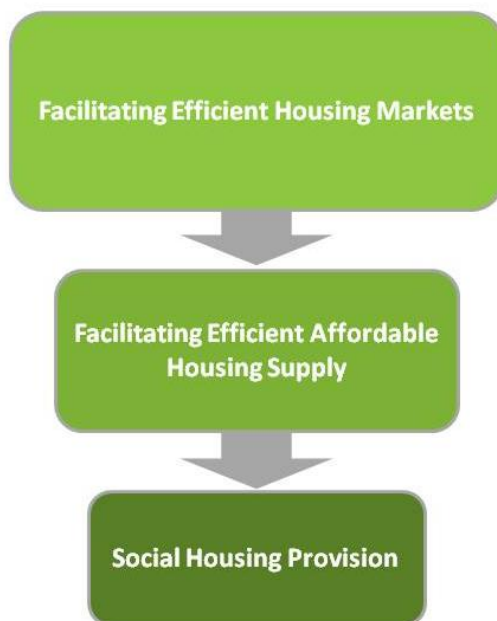 Facilitating Efficient Housing Markets
Facilitating Efficient Affordable
Housing Supply
Social Housing Provision